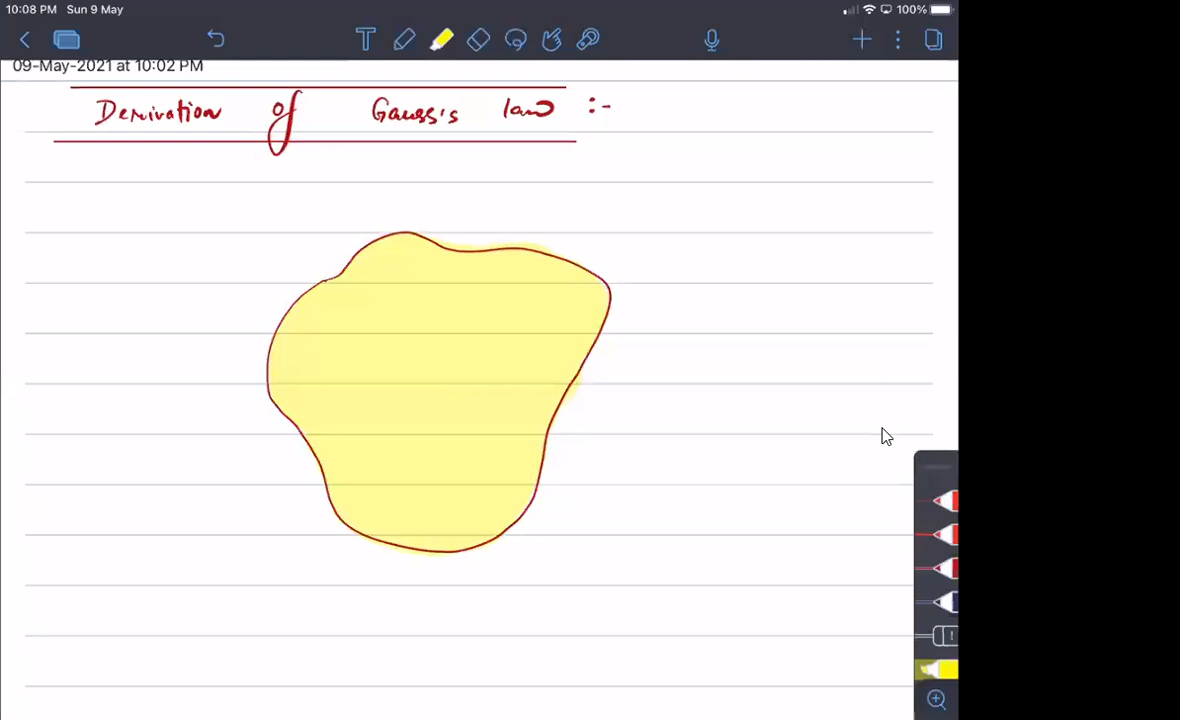 10:08 PM Sun 9 May 100%
09-May-2021 at 10:02 PM
Derivation of Gauss's law :-